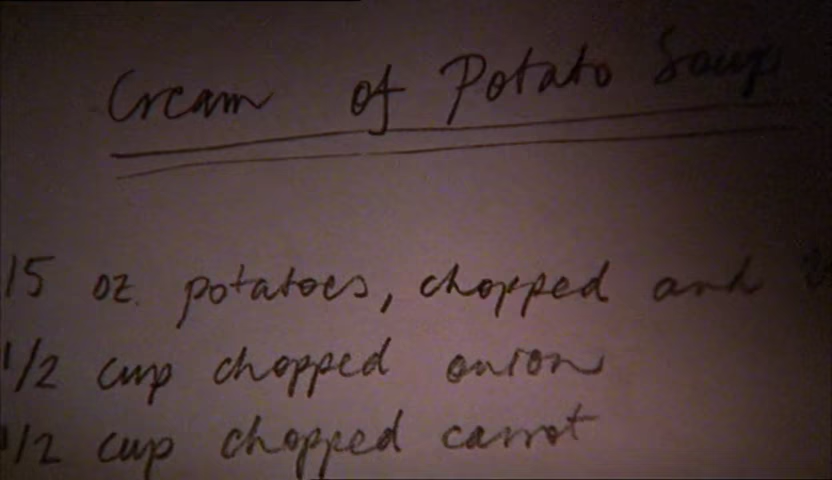 Cream of Potato Soup
15 oz. potatoes, chopped and
1/2 cup chopped onion
1/2 cup chopped carrot